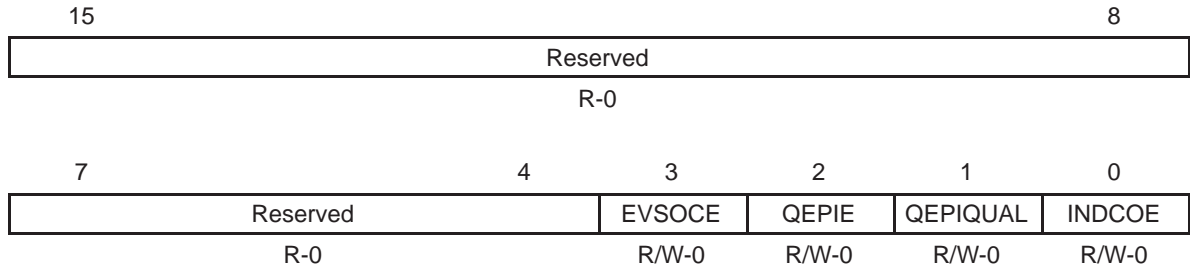 15 8
Reserved
R-0
7 4 3 2 1 0
Reserved EVSOCE QEPIE QEPIQUAL INDCOE
R-0 R/W-0 R/W-0 R/W-0 R/W-0